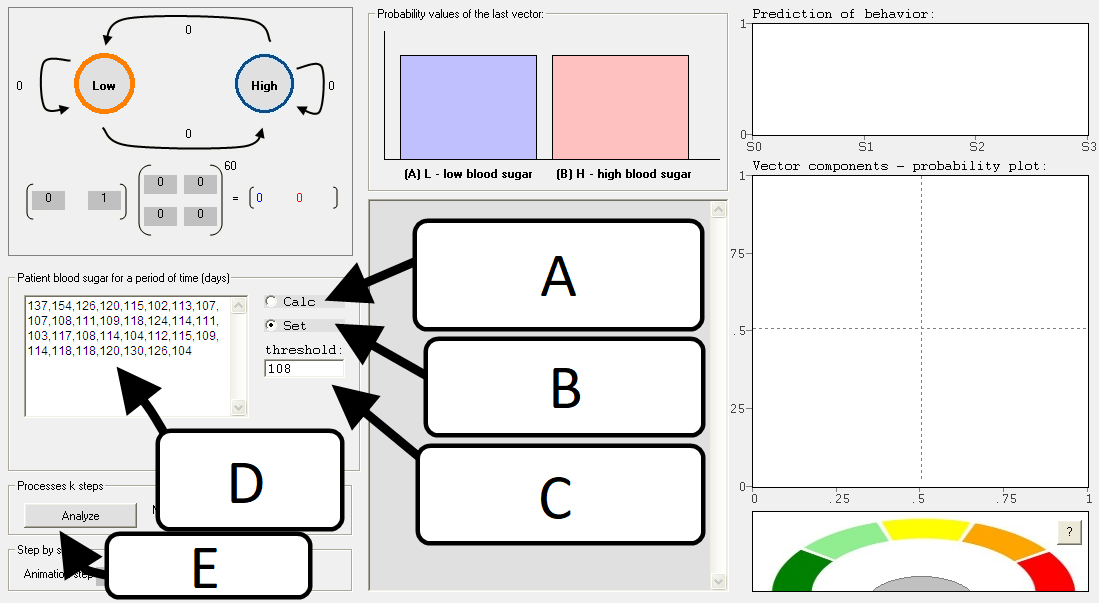 0
Low
High
0
0
0
60
0 1
0 0
0 0
= 0 0
Patient blood sugar for a period of time (days)
137,154,126,120,115,102,113,107,
107,108,111,109,118,124,114,111,
103,117,108,114,104,112,115,109,
114,118,118,120,130,126,104
Calc
Set
threshold:
108
Processes k steps
Analyze
Step by s
Animation step
Probability values of the last vector:
(A) L - low blood sugar
(B) H - high blood sugar
A
B
C
D
E
Prediction of behavior:
1
0
S0 S1 S2 S3
Vector components - probability plot:
1
75
.5
25
0
0 .25 .5 .75 1
?